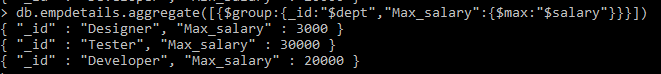 > db.empdetails.aggregate([{$group:{_id:"$dept","Max_salary":{$max:"$salary"}}}])
{ "_id" : "Designer", "Max_salary" : 3000 }
{ "_id" : "Tester", "Max_salary" : 30000 }
{ "_id" : "Developer", "Max_salary" : 20000 }